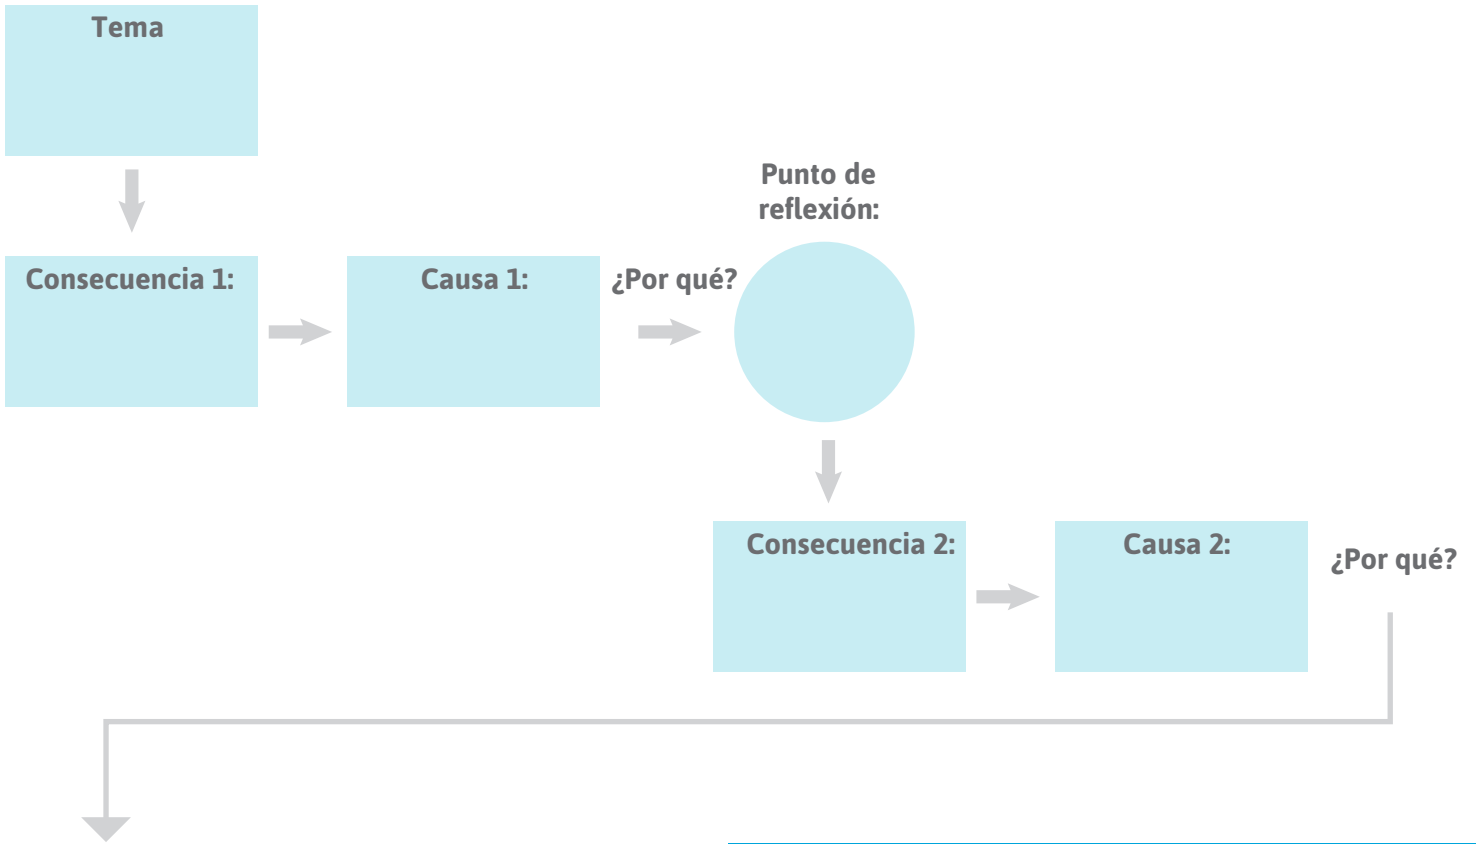 Tema
Punto de
reflexión:
Consecuencia 1:
Causa 1:
¿Por qué?
Consecuencia 2:
Causa 2:
¿Por qué?